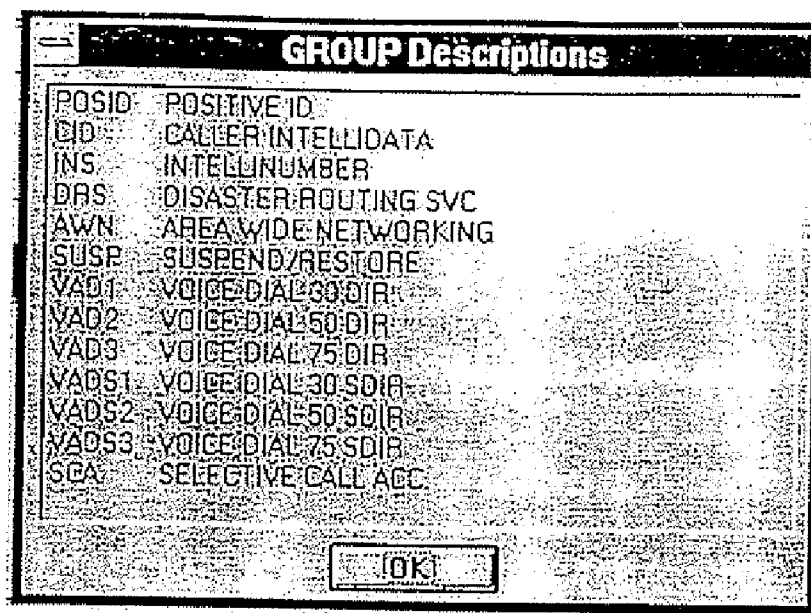 GROUP Descriptions
POSID POSITIVE ID
CID CALLER INTELLIDATA
INS INTELLINUMBER
DRS DISASTER ROUTING SVC
AWN AREA WIDE NETWORKING
SUSP SUSPEND/RESTORE
VAD1 VOICE DIAL 30 DIR
VAD2 VOICE DIAL 50 DIR
VAD3 VOICE DIAL 75 DIR
VADS1 VOICE DIAL 30 SDIR
VADS2 VOICE DIAL 50 SDIR
VADS3 VOICE DIAL 75 SDIR
SCA SELECTIVE CALL ACC
OK